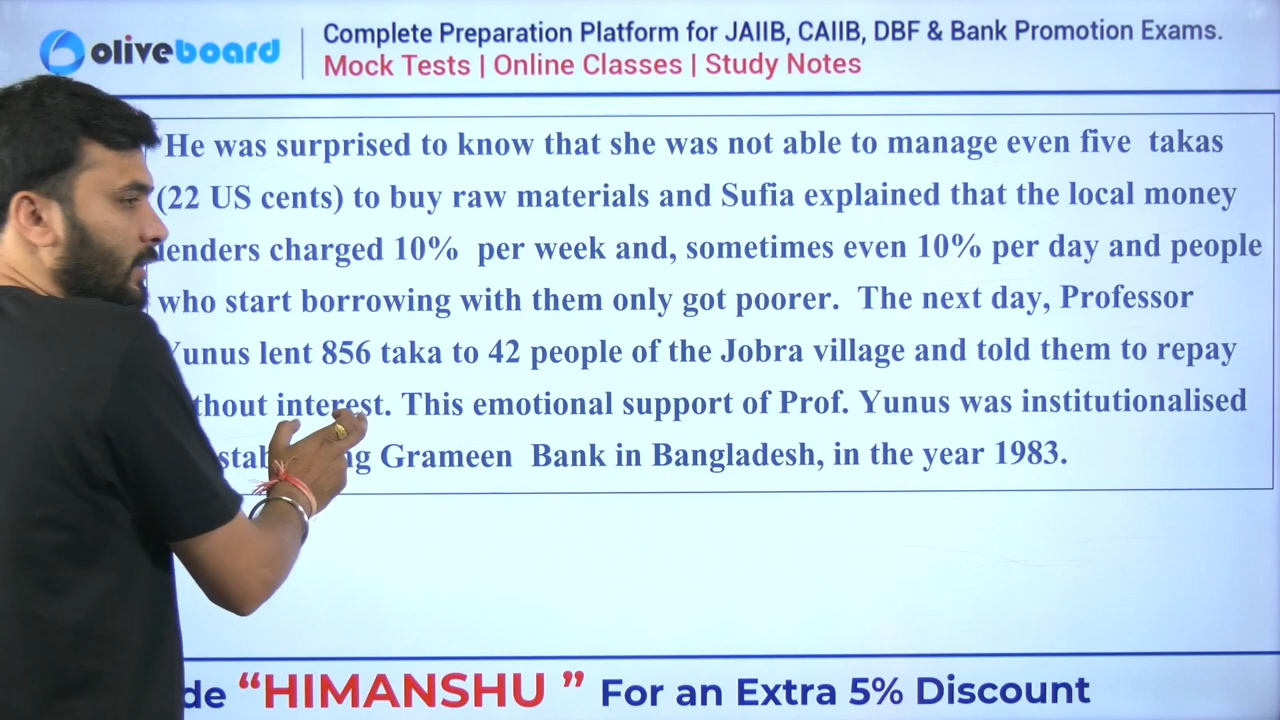 oliveboard
Complete Preparation Platform for JAIIB, CAIIB, DBF & Bank Promotion Exams.
Mock Tests | Online Classes | Study Notes
He was surprised to know that she was not able to manage even five takas
(22 US cents) to buy raw materials and Sufia explained that the local money
lenders charged 10% per week and, sometimes even 10% per day and people
who start borrowing with them only got poorer. The next day, Professor
Yunus lent 856 taka to 42 people of the Jobra village and told them to repay
interest. This emotional support of Prof. Yunus was institutionalised
Grameen Bank in Bangladesh, in the year 1983.
“HIMANSHU ” For an Extra 5% Discount